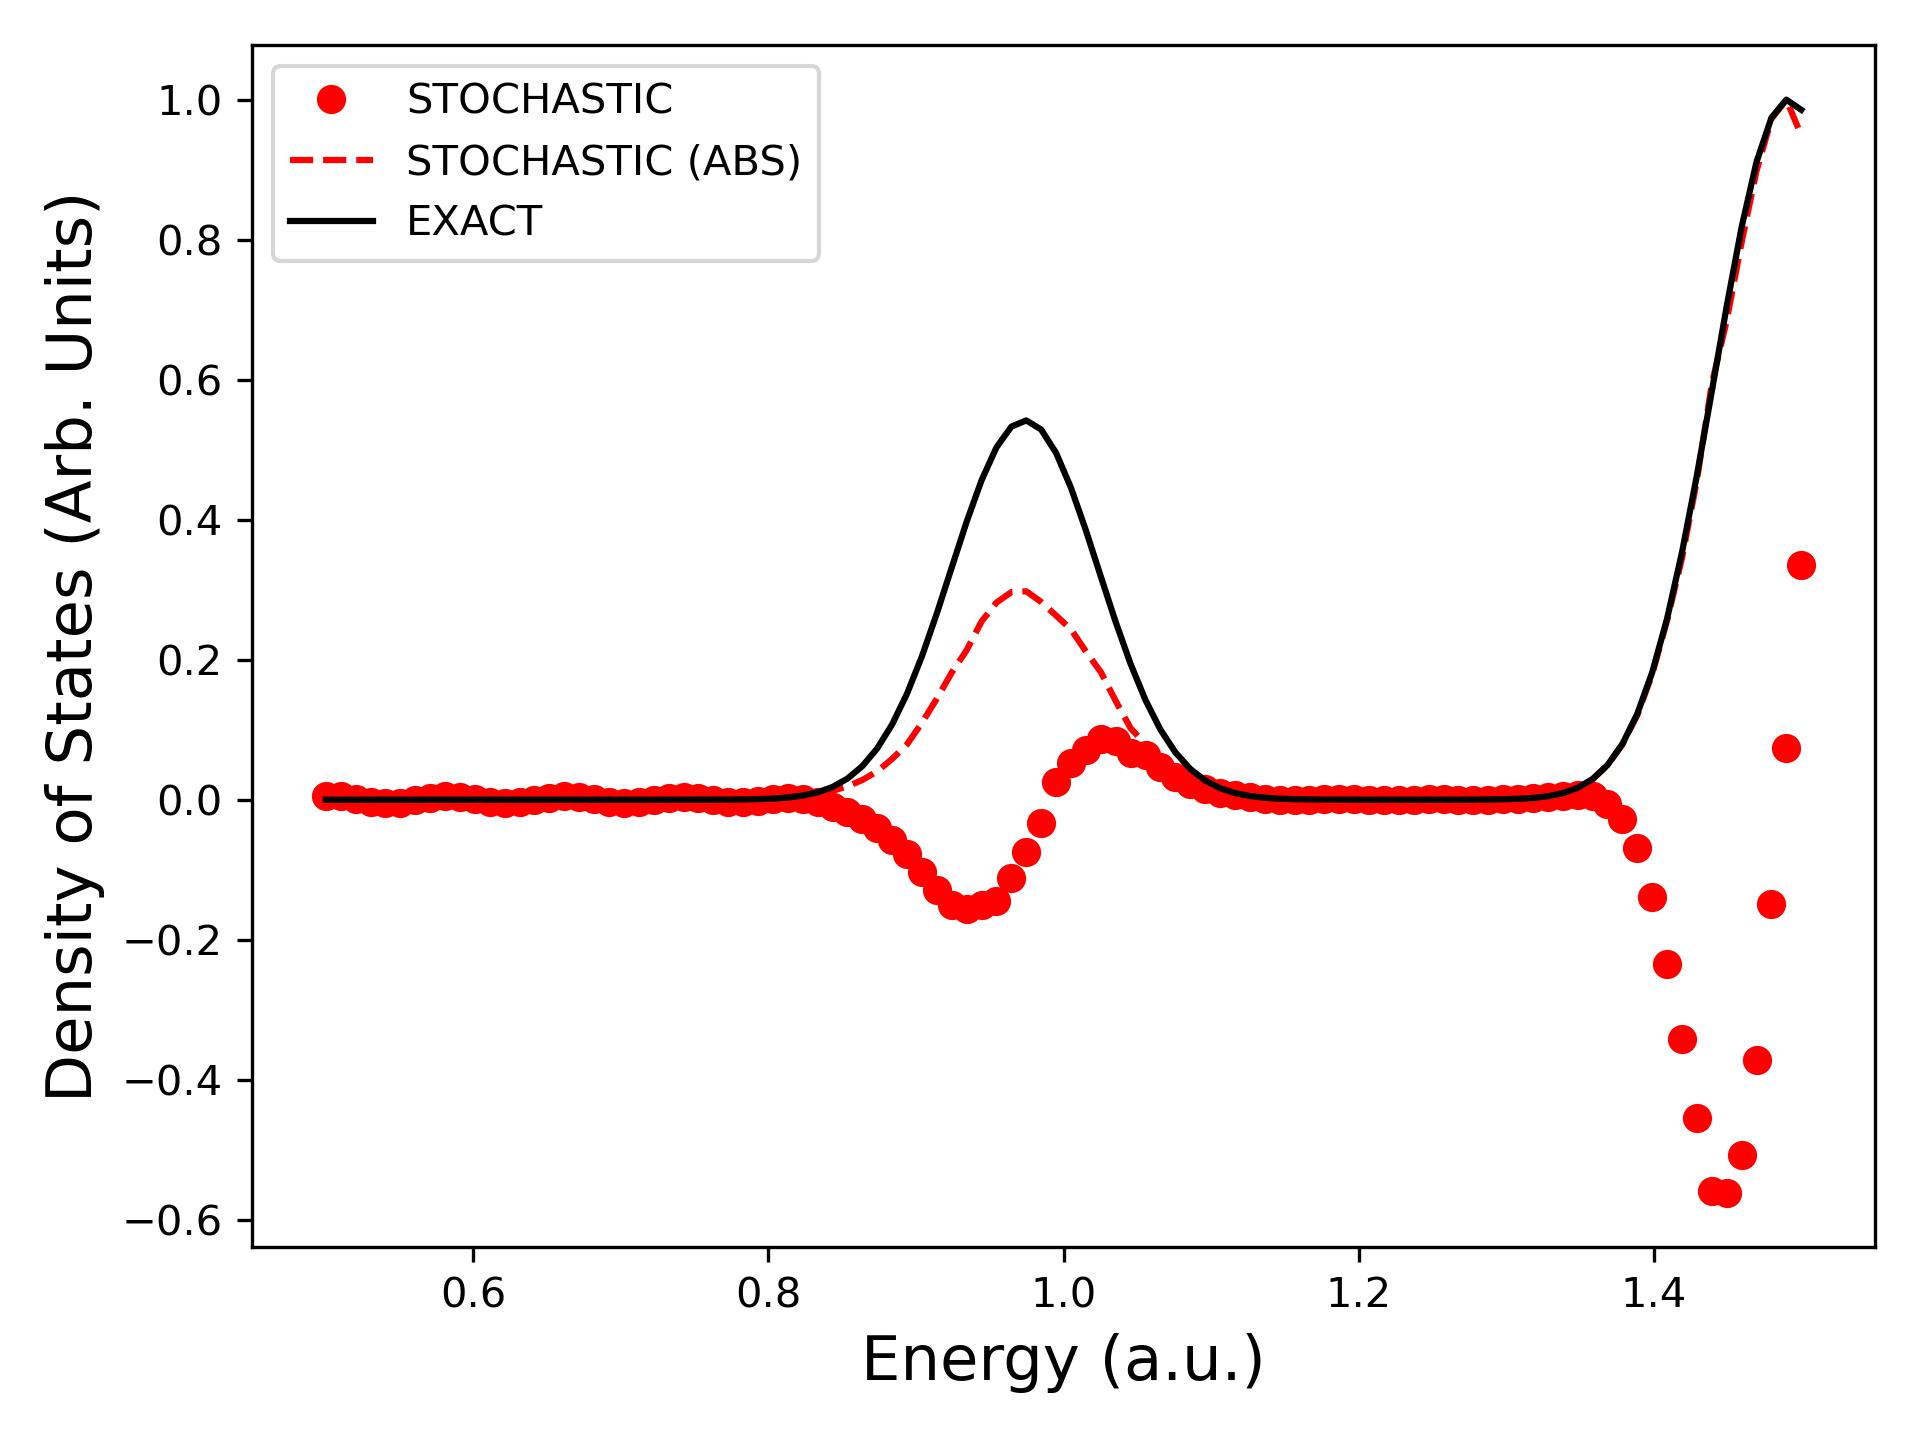 STOCHASTIC
STOCHASTIC (ABS)
EXACT
Density of States (Arb. Units)
1.0
0.8
0.6
0.4
0.2
0.0
−0.2
−0.4
−0.6
0.6 0.8 1.0 1.2 1.4
Energy (a.u.)